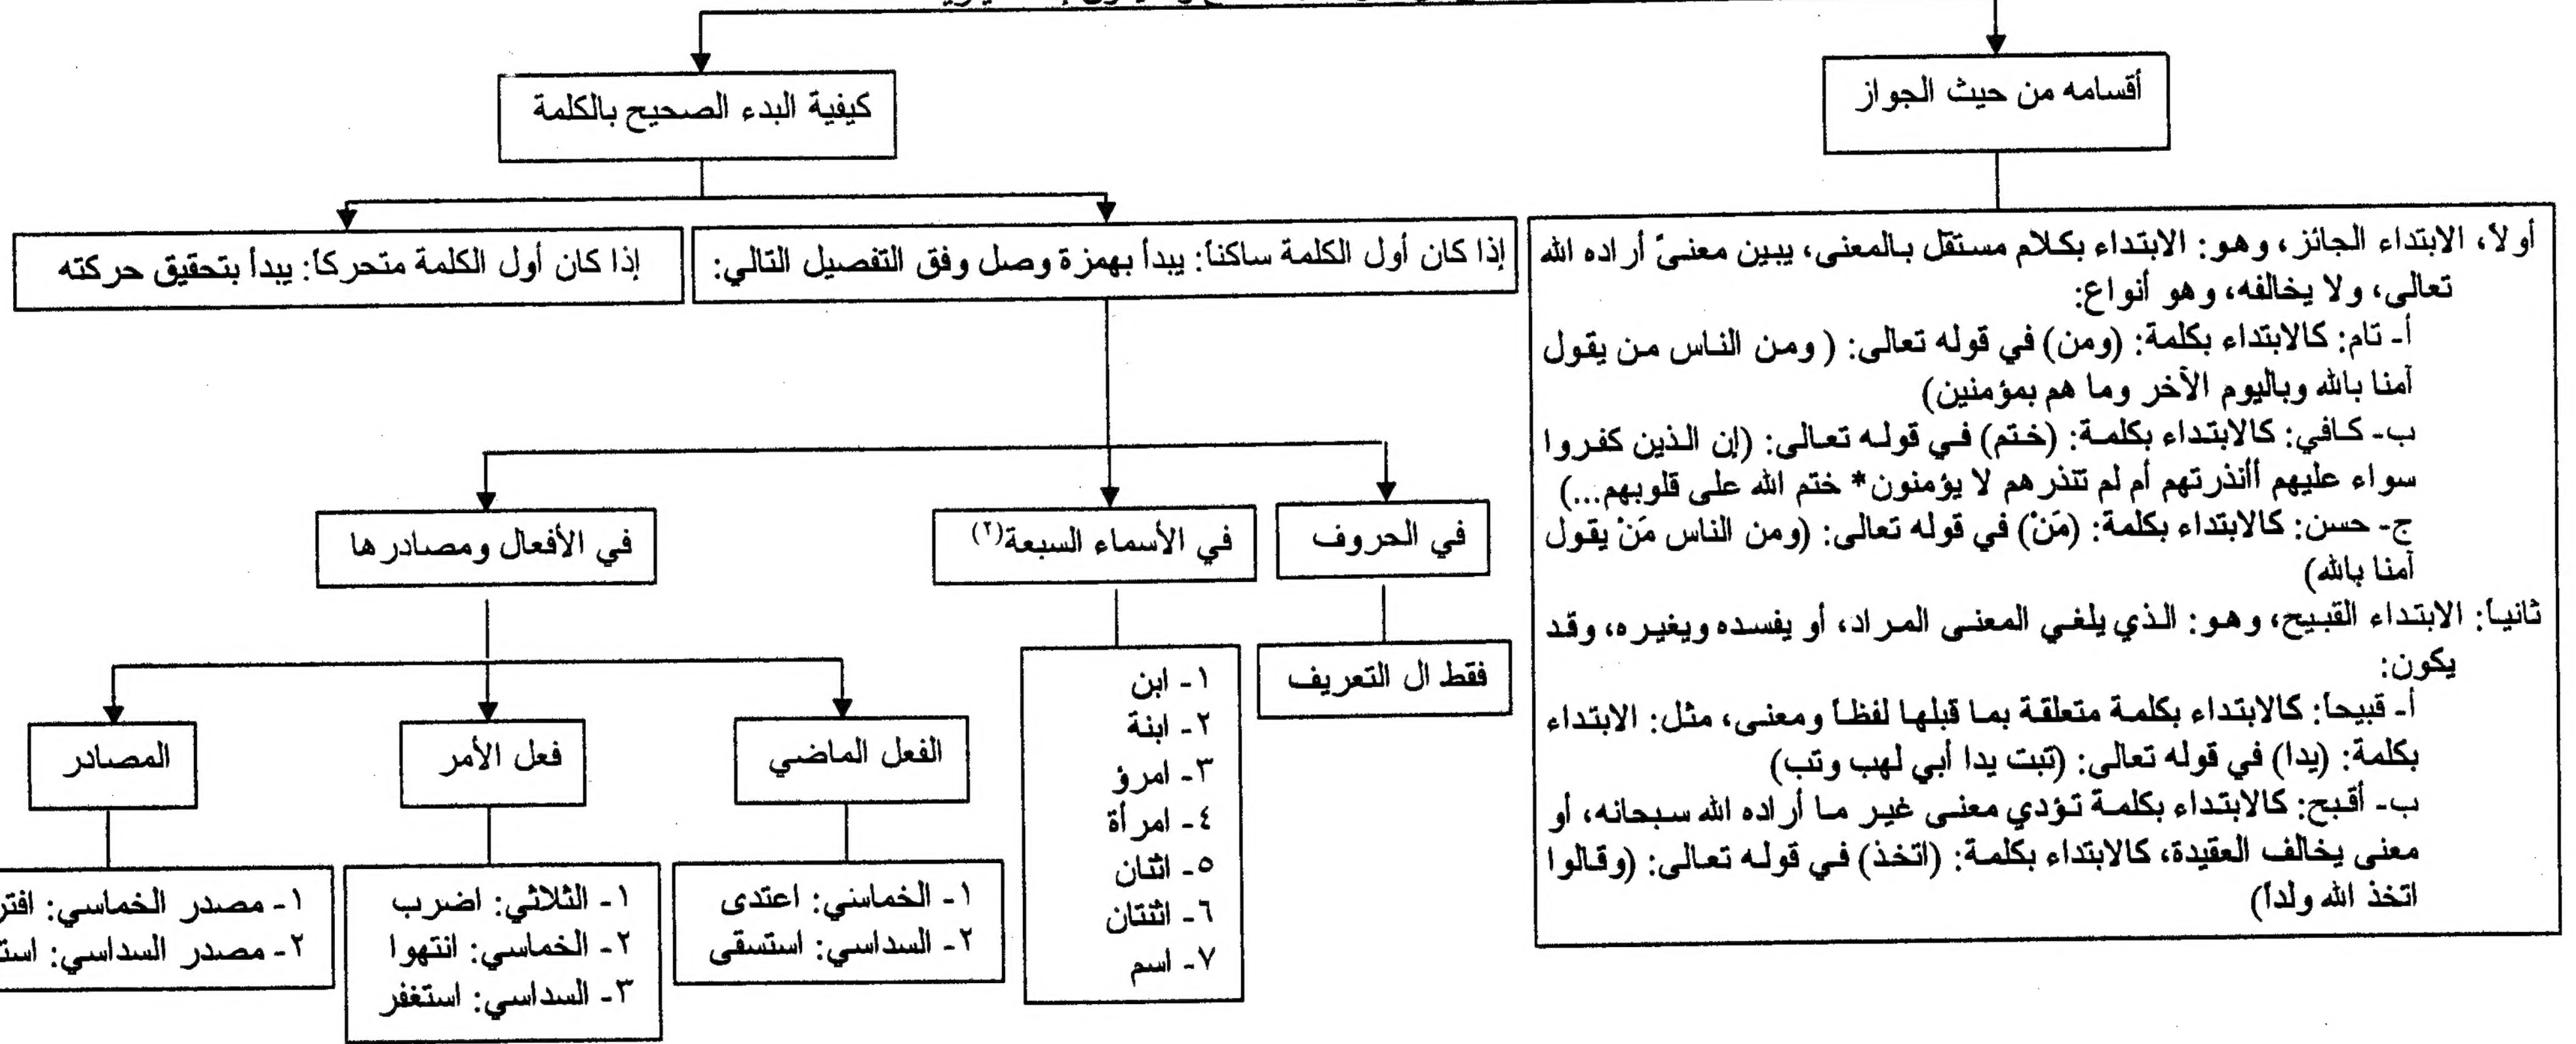 أقسامه من حيث الجواز
كيفية البدء الصحيح بالكلمة
أولاً، الابتداء الجائز، وهو: الابتداء بكلام مستقل بالمعنى، يبين معنىً أراده الله
تعالى، ولا يخالفه، وهو أنواع:
أ- تام: كالابتداء بكلمة: (ومن) في قوله تعالى: ( ومن الناس من يقول
آمنا بالله وباليوم الآخر وما هم بمؤمنين)
ب- كافي: كالابتداء بكلمة: (ختم) في قوله تعالى: (إن الذين كفروا
سواء عليهم أأنذرتهم أم لم تنذرهم لا يؤمنون* ختم الله على قلوبهم...)
ج- حسن: كالابتداء بكلمة: (مَنْ) في قوله تعالى: (ومن الناس مَنْ يقول
آمنا بالله)
ثانياً: الابتداء القبيح، وهو: الذي يلغي المعنى المراد، أو يفسده ويغيره، وقد
يكون:
أ- قبيحاً: كالابتداء بكلمة متعلقة بما قبلها لفظاً ومعنى، مثل: الابتداء
بكلمة: (يدا) في قوله تعالى: (تبت يدا أبي لهب وتب)
ب- أقبح: كالابتداء بكلمة تؤدي معنى غير ما أراده الله سبحانه، أو
معنى يخالف العقيدة، كالابتداء بكلمة: (اتخذ) في قوله تعالى: (وقالوا
اتخذ الله ولداً)
إذا كان أول الكلمة ساكناً: يبدأ بهمزة وصل وفق التفصيل التالي:
إذا كان أول الكلمة متحركاً: يبدأ بتحقيق حركته
في الحروف
في الأسماء السبعة(٢)
في الأفعال ومصادرها
فقط ال التعريف
١- ابن
٢- ابنة
٣- امرؤ
٤- امرأة
٥- اثنان
٦- اثنتان
٧- اسم
الفعل الماضي
فعل الأمر
المصادر
١- الخماسي: اعتدى
٢- السداسي: استسقى
١- الثلاثي: اضرب
٢- الخماسي: انتهوا
٣- السداسي: استغفر
١- مصدر الخماسي:
٢- مصدر السداسي: